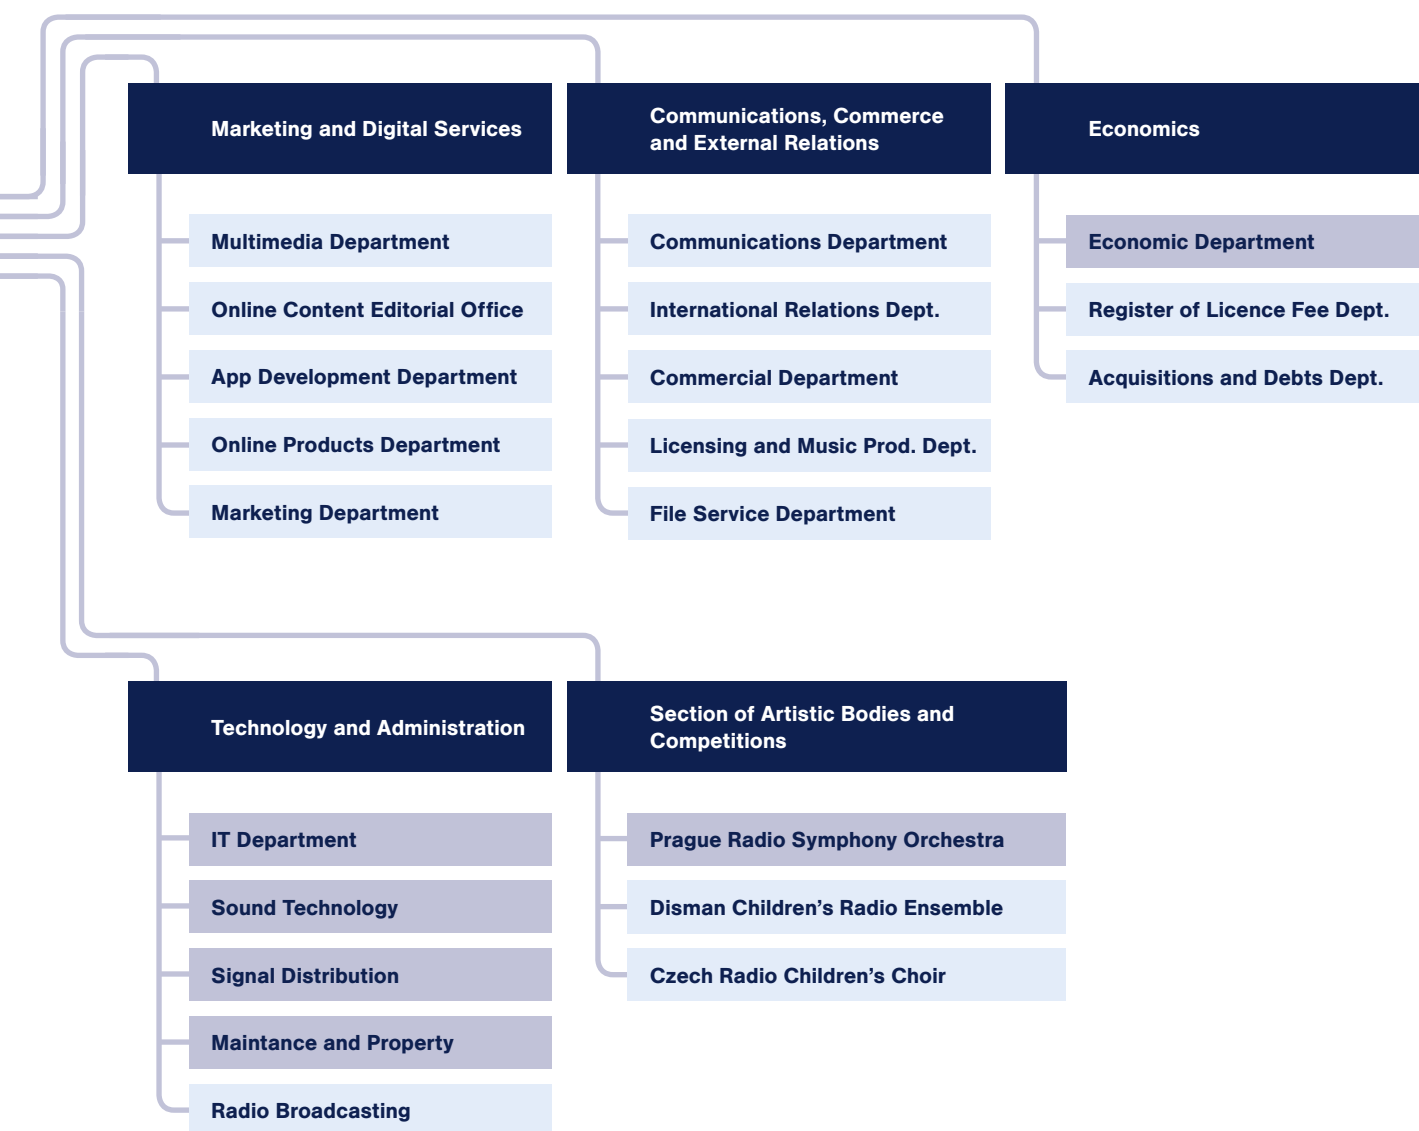 Marketing and Digital Services
Multimedia Department
Online Content Editorial Office
App Development Department
Online Products Department
Marketing Department
Communications, Commerce
and External Relations
Communications Department
International Relations Dept.
Commercial Department
Licensing and Music Prod. Dept.
File Service Department
Economics
Economic Department
Register of Licence Fee Dept.
Acquisitions and Debts Dept.
Technology and Administration
IT Department
Sound Technology
Signal Distribution
Maintance and Property
Radio Broadcasting
Section of Artistic Bodies and
Competitions
Prague Radio Symphony Orchestra
Disman Children’s Radio Ensemble
Czech Radio Children’s Choir